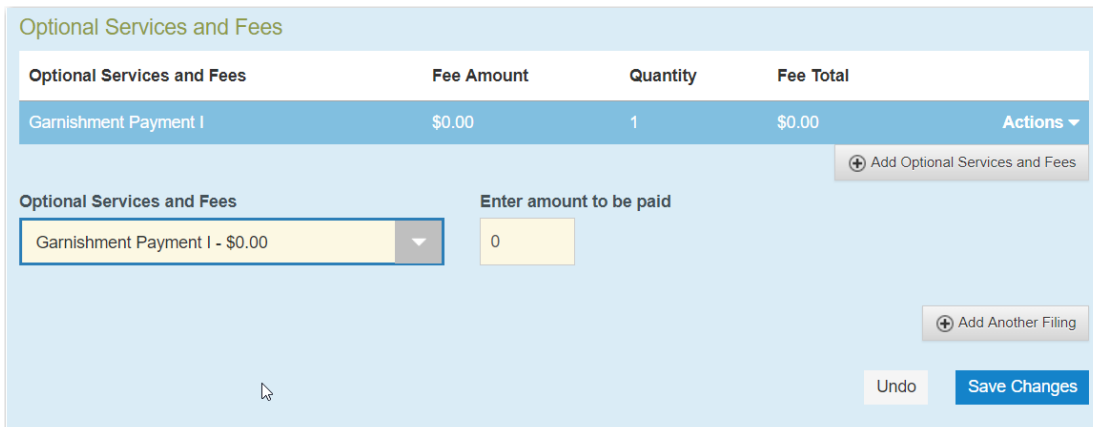 Optional Services and Fees
Optional Services and Fees Fee Amount Quantity Fee Total
Garnishment Payment I $0.00 1 $0.00 Actions
Add Optional Services and Fees
Optional Services and Fees Enter amount to be paid
Garnishment Payment I - $0.00 0
Add Another Filing
Undo Save Changes